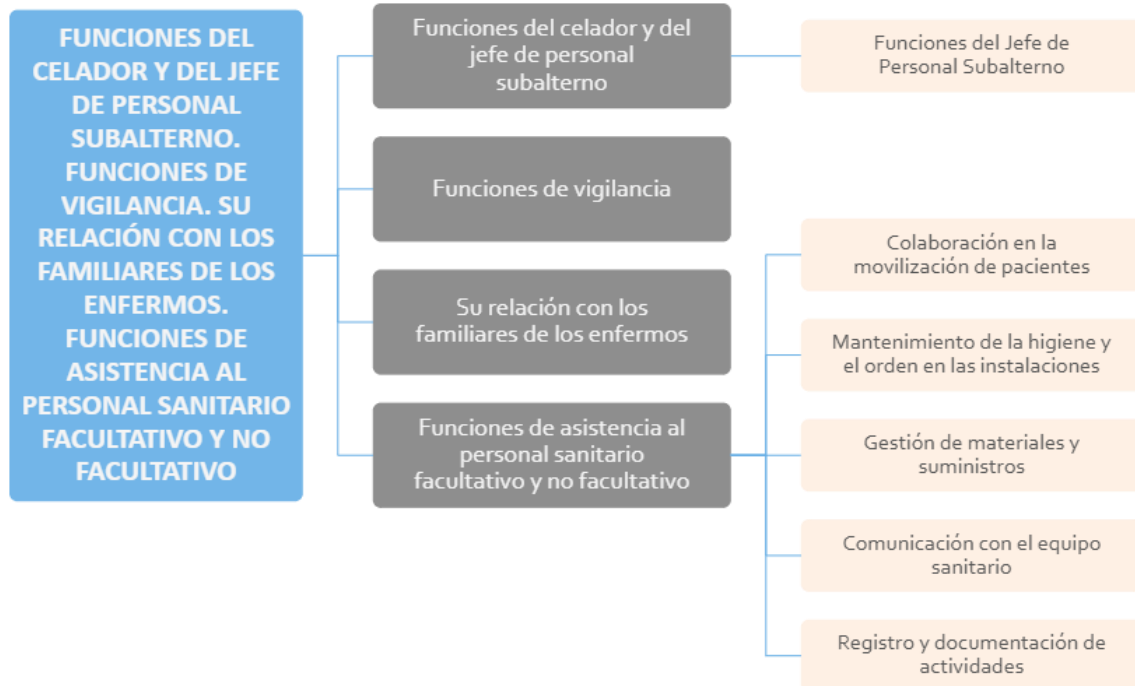 FUNCIONES DEL
CELADOR Y DEL JEFE
DE PERSONAL
SUBALTERNO.
FUNCIONES DE
VIGILANCIA. SU
RELACIÓN CON LOS
FAMILIARES DE LOS
ENFERMOS.
FUNCIONES DE
ASISTENCIA AL
PERSONAL SANITARIO
FACULTATIVO Y NO
FACULTATIVO
Funciones del celador y del
jefe de personal
subalterno
Funciones del Jefe de
Personal Subalterno
Funciones de vigilancia
Su relación con los
familiares de los enfermos
Funciones de asistencia al
personal sanitario
facultativo y no facultativo
Colaboración en la
movilización de pacientes
Mantenimiento de la higiene y
el orden en las instalaciones
Gestión de materiales y
suministros
Comunicación con el equipo
sanitario
Registro y documentación de
actividades